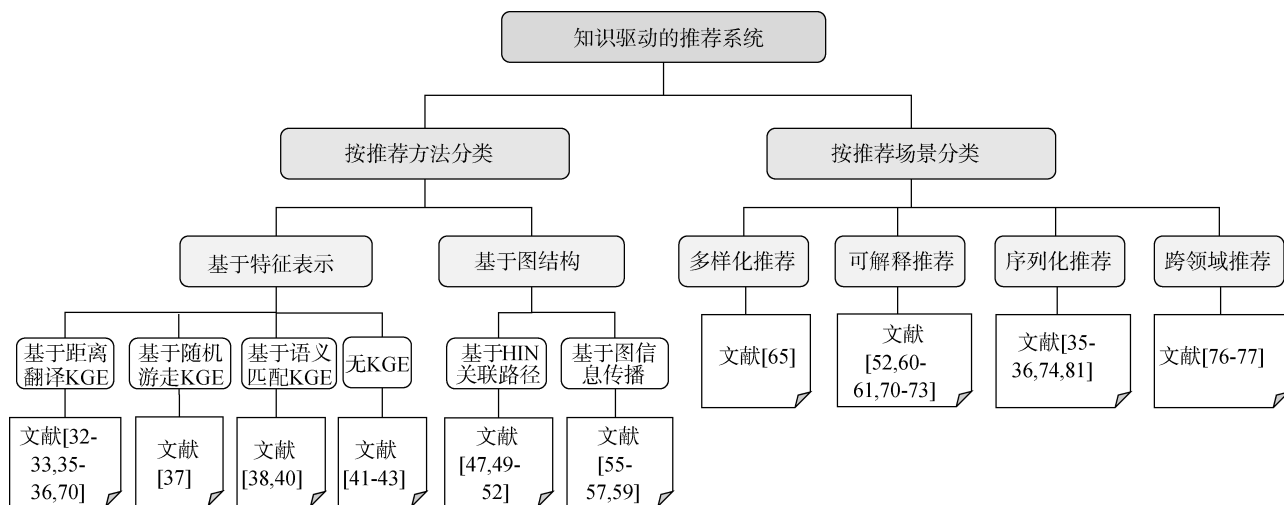 知识驱动的推荐系统
按推荐方法分类
按推荐场景分类
基于特征表示
基于图结构
多样化推荐
可解释推荐
序列化推荐
跨领域推荐
基于距离
翻译KGE
基于随机
游走KGE
基于语义
匹配KGE
无KGE
基于HIN
关联路径
基于图信
息传播
文献[65]
文献
[52,60-
61,70-73]
文献[35-
36,74,81]
文献[76-77]
文献[32-
33,35-
36,70]
文献
[37]
文献
[38,40]
文献
[41-43]
文献
[47,49-
52]
文献
[55-
57,59]